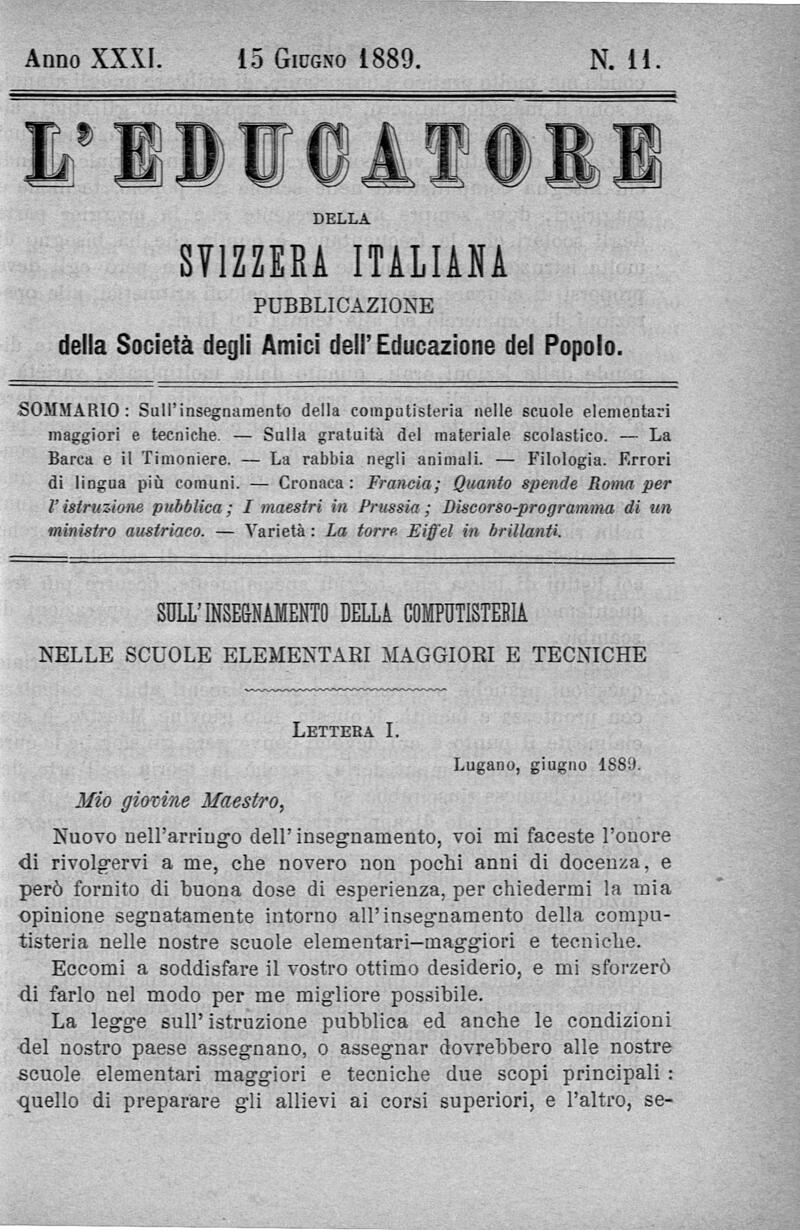 Anno XXXI. 15 Giugno 1889. N. 11.
L'EDUCATORE
DELLA
SVIZZERA ITALIANA
PUBBLICAZIONE
della Società degli Amici dell'Educazione del Popolo.
SOMMARIO: Sull'insegnamento della computisteria nelle scuole elementari
maggiori e tecniche. — Sulla gratuità del materiale scolastico. — La
Barca e il Timoniere. — La rabbia negli animali. — Filologia. Errori
di lingua più comuni. — Cronaca: Francia; Quanto spende Roma per
l'istruzione pubblica; I maestri in Prussia; Discorso-programma di un
ministro austriaco. — Varietà: La torre Eiffel in brillanti.
SULL'INSEGNAMENTO DELLA COMPUTISTERIA
NELLE SCUOLE ELEMENTARI MAGGIORI E TECNICHE
Lettera I.
Lugano, giugno 1889.
Mio giovine Maestro,
Nuovo nell'arringo dell'insegnamento, voi mi faceste l'onore
di rivolgervi a me, che novero non pochi anni di docenza, e
però fornito di buona dose di esperienza, per chiedermi la mia
opinione segnatamente intorno all'insegnamento della compu-
tisteria nelle nostre scuole elementari-maggiori e tecniche.
Eccomi a soddisfare il vostro ottimo desiderio, e mi sforzerò
di farlo nel modo per me migliore possibile.
La legge sull'istruzione pubblica ed anche le condizioni
del nostro paese assegnano, o assegnar dovrebbero alle nostre
scuole elementari maggiori e tecniche due scopi principali:
quello di preparare gli allievi ai corsi superiori, e l'altro, se-